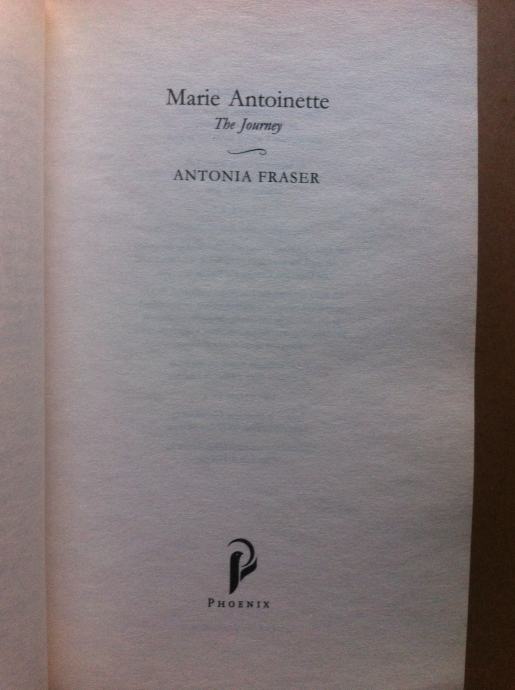 Marie Antoinette
The Journey
ANTONIA FRASER
PHOENIX